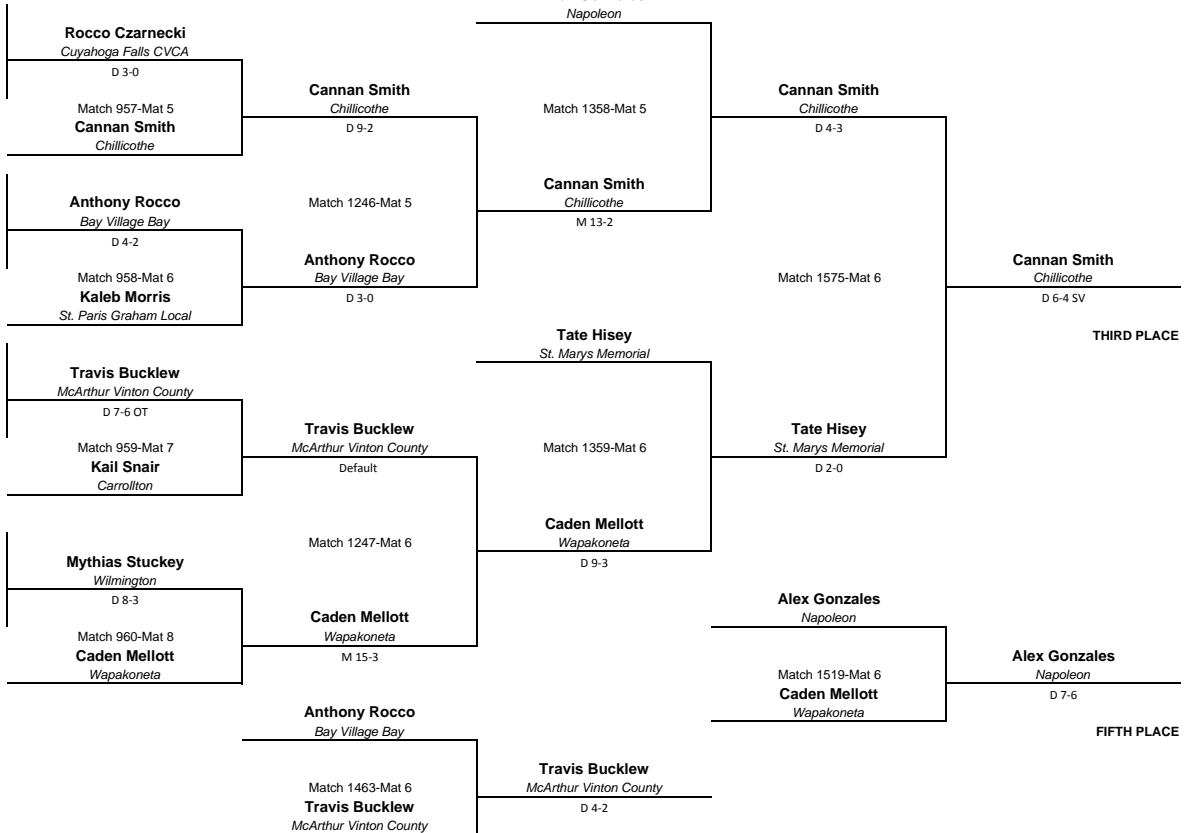 Napoleon
Rocco Czarnecki
Cuyahoga Falls CVCA
D 3-0
Match 957-Mat 5
Cannan Smith
Chillicothe
Cannan Smith
Chillicothe
D 9-2
Match 1358-Mat 5
Cannan Smith
Chillicothe
D 4-3
Anthony Rocco
Bay Village Bay
D 4-2
Match 958-Mat 6
Kaleb Morris
St. Paris Graham Local
Match 1246-Mat 5
Anthony Rocco
Bay Village Bay
D 3-0
Cannan Smith
Chillicothe
M 13-2
Match 1575-Mat 6
Cannan Smith
Chillicothe
D 6-4 SV
THIRD PLACE
Travis Bucklew
McArthur Vinton County
D 7-6 OT
Match 959-Mat 7
Kail Snair
Carrollton
Travis Bucklew
McArthur Vinton County
Default
Tate Hisey
St. Marys Memorial
Match 1359-Mat 6
Tate Hisey
St. Marys Memorial
D 2-0
Mythias Stuckey
Wilmington
D 8-3
Match 960-Mat 8
Caden Mellott
Wapakoneta
Match 1247-Mat 6
Caden Mellott
Wapakoneta
M 15-3
Caden Mellott
Wapakoneta
D 9-3
Alex Gonzales
Napoleon
Match 1519-Mat 6
Caden Mellott
Wapakoneta
Alex Gonzales
Napoleon
D 7-6
FIFTH PLACE
Anthony Rocco
Bay Village Bay
Match 1463-Mat 6
Travis Bucklew
McArthur Vinton County
Travis Bucklew
McArthur Vinton County
D 4-2